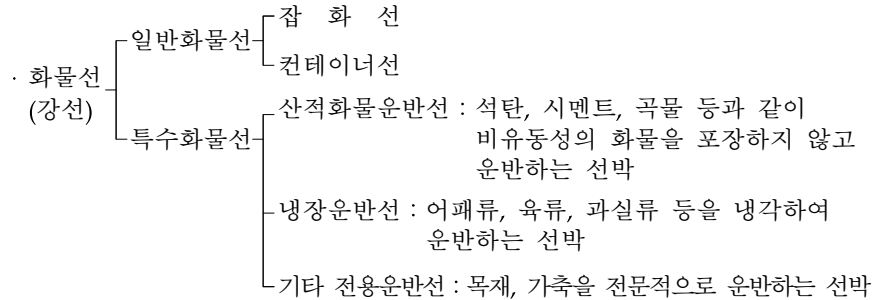 잡 화 선
일반화물선
컨테이너선
· 화물선
(강선)
산적화물운반선 : 석탄, 시멘트, 곡물 등과 같이
특수화물선
비유동성의 화물을 포장하지 않고
운반하는 선박
냉장운반선 : 어패류, 육류, 과실류 등을 냉각하여
운반하는 선박
기타 전용운반선 : 목재, 가축을 전문적으로 운반하는 선박